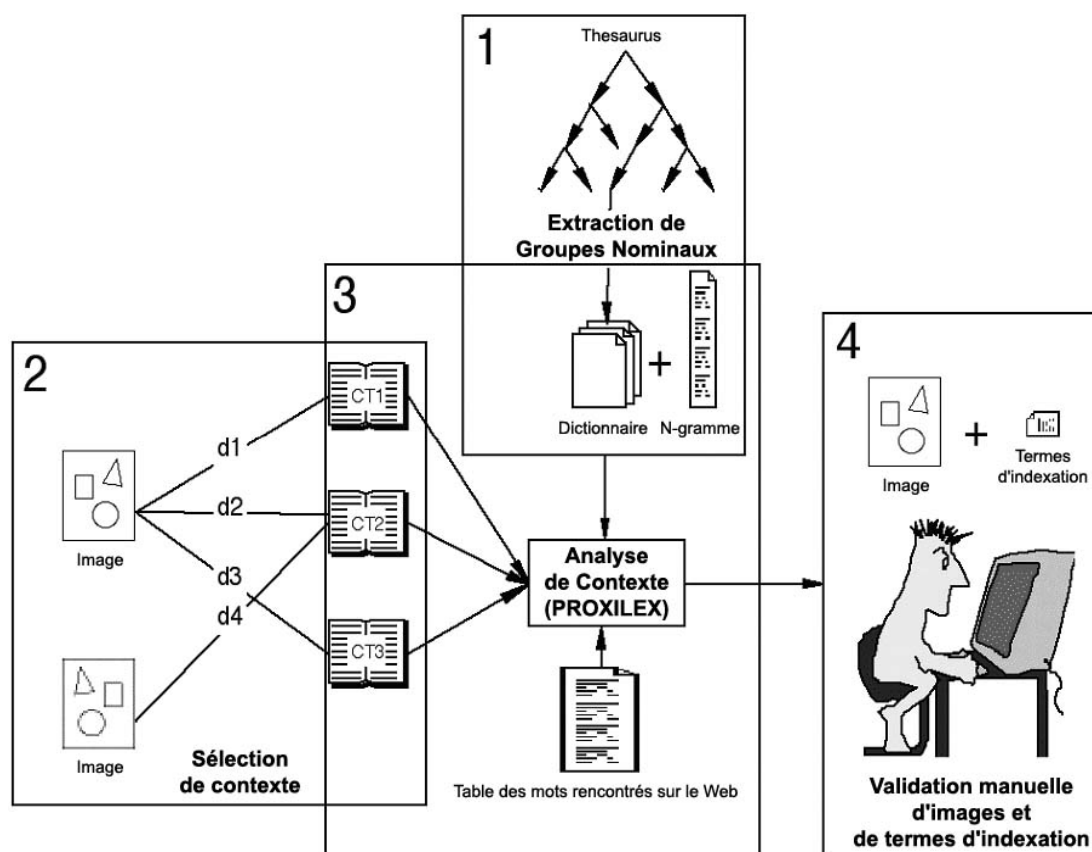 1
Thesaurus
Extraction de
Groupes Nominaux
Dictionnaire
+
N-gramme
2
Image
d1
d2
d3
d4
Image
Sélection
de contexte
3
CT1
CT2
CT3
Analyse
de Contexte
(PROXILEX)
Table des mots rencontrés sur le Web
4
Image
+
Termes
d'indexation
Validation manuelle
d'images et
de termes d'indexation